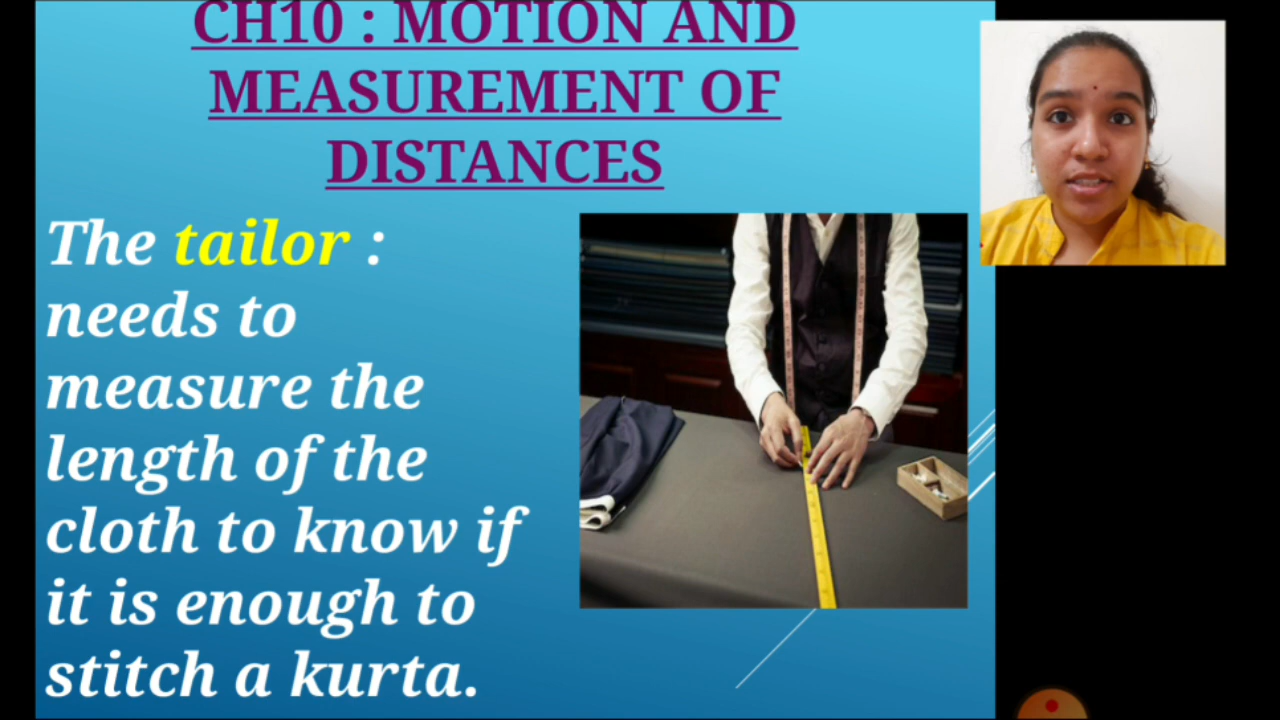 CH10 : MOTION AND
MEASUREMENT OF
DISTANCES
The tailor :
needs to
measure the
length of the
cloth to know if
it is enough to
stitch a kurta.